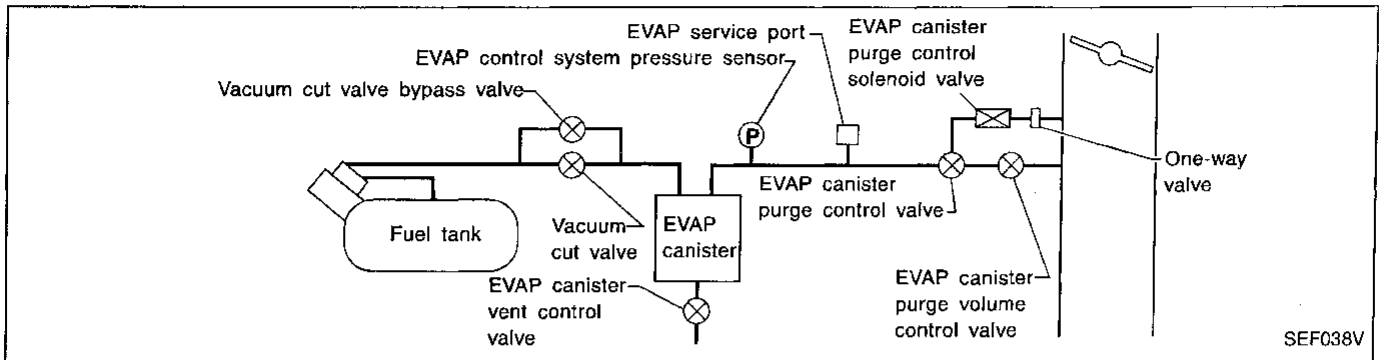 EVAP service port
EVAP control system pressure sensor
Vacuum cut valve bypass valve
EVAP canister
purge control
solenoid valve
P
One-way
valve
EVAP canister
purge control valve
Fuel tank
Vacuum
cut valve
EVAP
canister
EVAP canister
vent control
valve
EVAP canister
purge volume
control valve
SEF038V